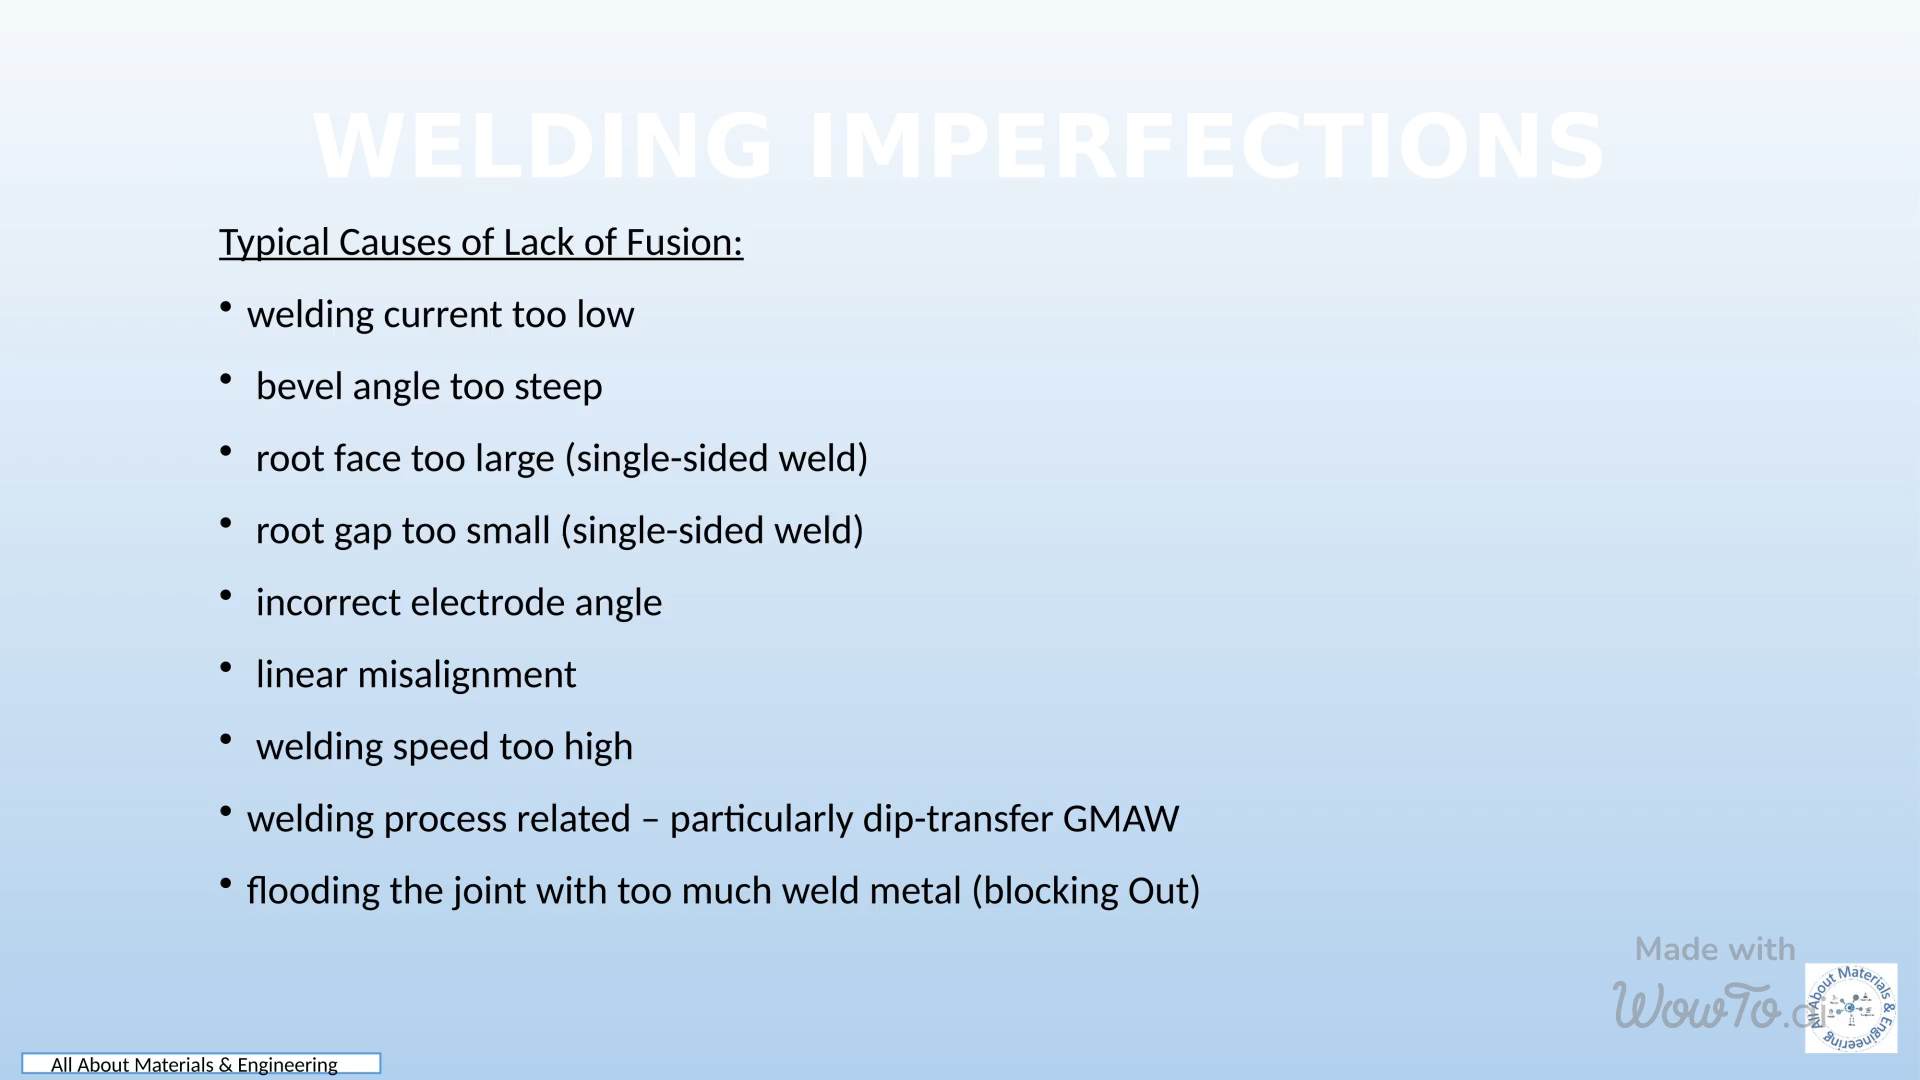 WELDING IMPERFECTIONS
Typical Causes of Lack of Fusion:
• welding current too low
• bevel angle too steep
• root face too large (single-sided weld)
• root gap too small (single-sided weld)
• incorrect electrode angle
• linear misalignment
• welding speed too high
• welding process related – particularly dip-transfer GMAW
• flooding the joint with too much weld metal (blocking Out)
Made with
WowTo.ai
All About Materials & Engineering
All About Materials & Engineering